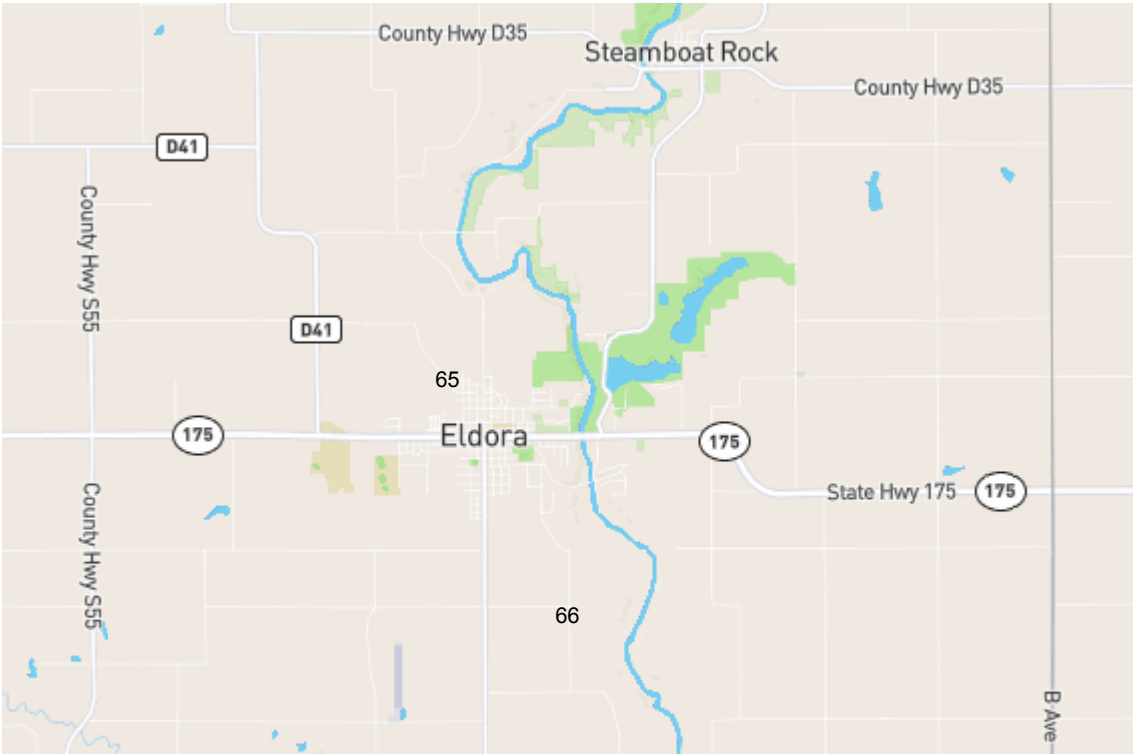 County Hwy D35
Steamboat Rock
County Hwy D35
D41
County Hwy S55
D41
65
175
Eldora
175
State Hwy 175
175
County Hwy S55
66
B Ave